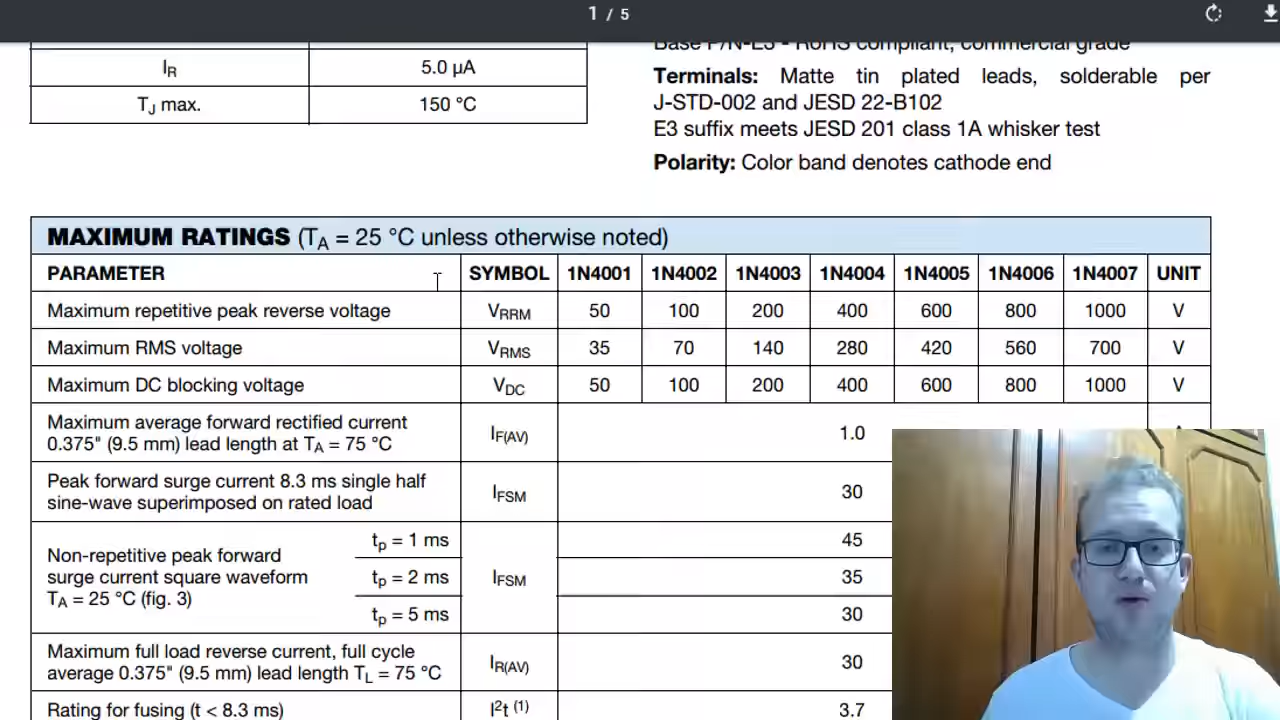 1 / 5
IR 5.0 µA
TJ max. 150 °C
Base P/N-E3 - RoHS compliant, commercial grade
Terminals: Matte tin plated leads, solderable per
J-STD-002 and JESD 22-B102
E3 suffix meets JESD 201 class 1A whisker test
Polarity: Color band denotes cathode end
MAXIMUM RATINGS (TA = 25 °C unless otherwise noted)
PARAMETER SYMBOL 1N4001 1N4002 1N4003 1N4004 1N4005 1N4006 1N4007 UNIT
Maximum repetitive peak reverse voltage VRRM 50 100 200 400 600 800 1000 V
Maximum RMS voltage VRMS 35 70 140 280 420 560 700 V
Maximum DC blocking voltage VDC 50 100 200 400 600 800 1000 V
Maximum average forward rectified current
0.375" (9.5 mm) lead length at TA = 75 °C IF(AV) 1.0
Peak forward surge current 8.3 ms single half
sine-wave superimposed on rated load IFSM 30
Non-repetitive peak forward
surge current square waveform
TA = 25 °C (fig. 3)
tp = 1 ms 45
tp = 2 ms IFSM 35
tp = 5 ms 30
Maximum full load reverse current, full cycle
average 0.375" (9.5 mm) lead length TL = 75 °C IR(AV) 30
Rating for fusing (t < 8.3 ms) I²t (1) 3.7